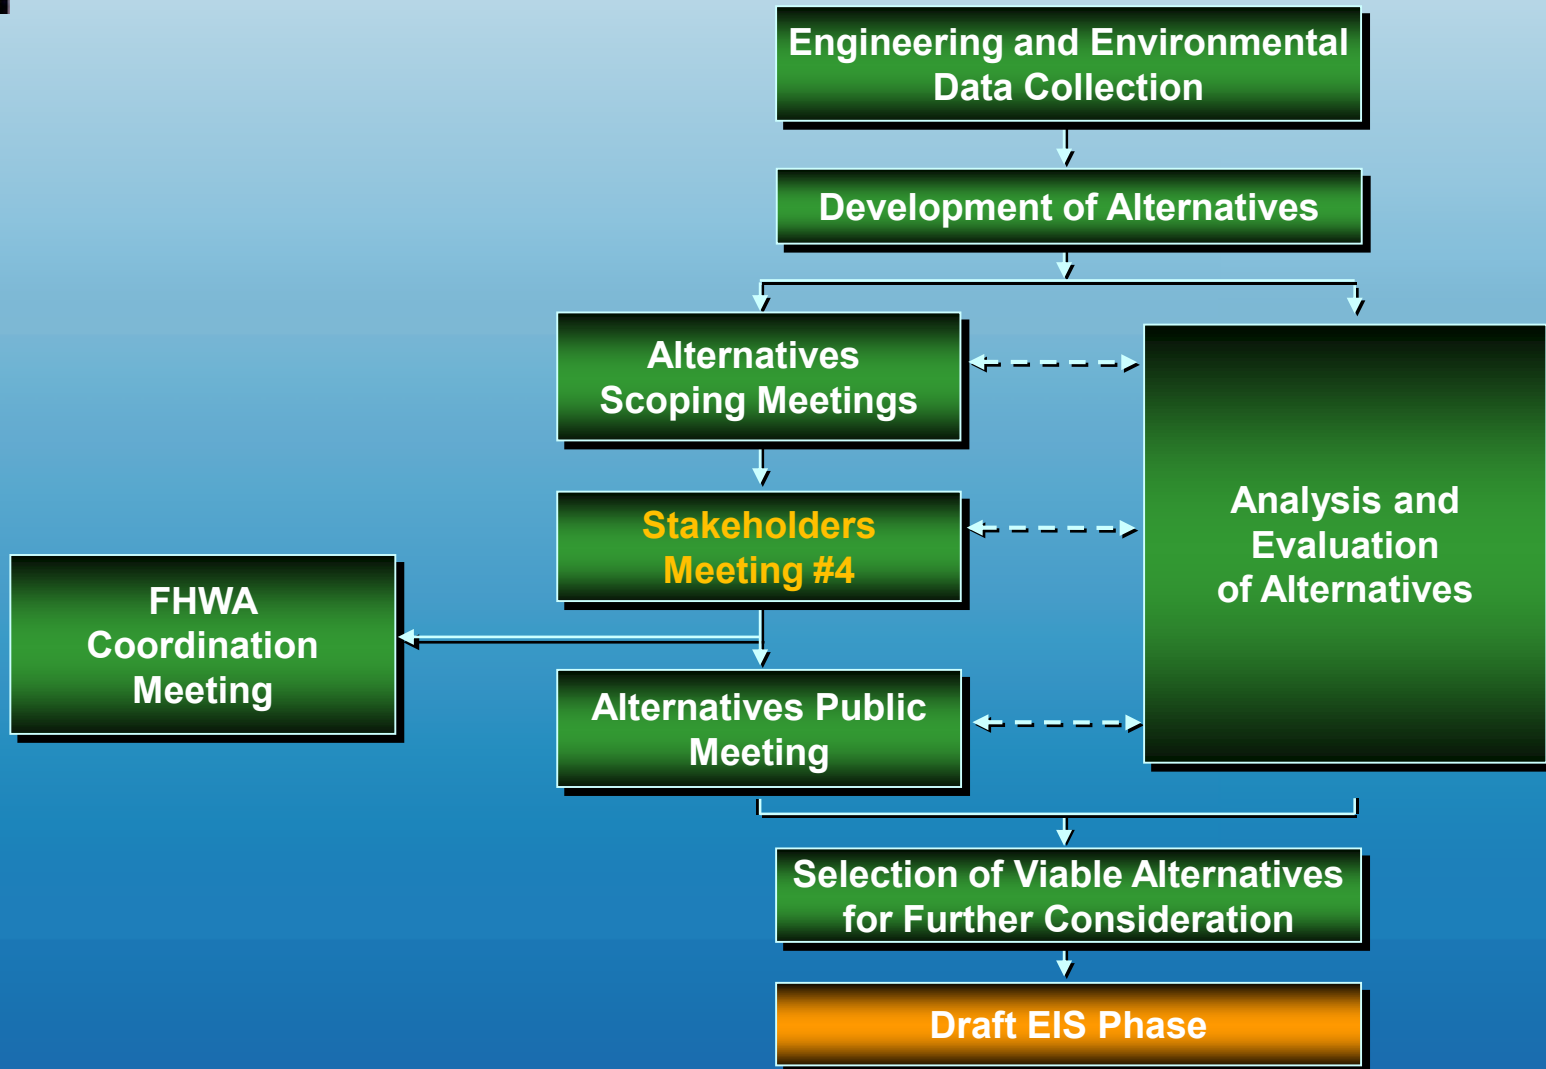 Engineering and Environmental
Data Collection
Development of Alternatives
Alternatives
Scoping Meetings
Stakeholders
Meeting #4
FHWA
Coordination
Meeting
Alternatives Public
Meeting
Analysis and
Evaluation
of Alternatives
Selection of Viable Alternatives
for Further Consideration
Draft EIS Phase